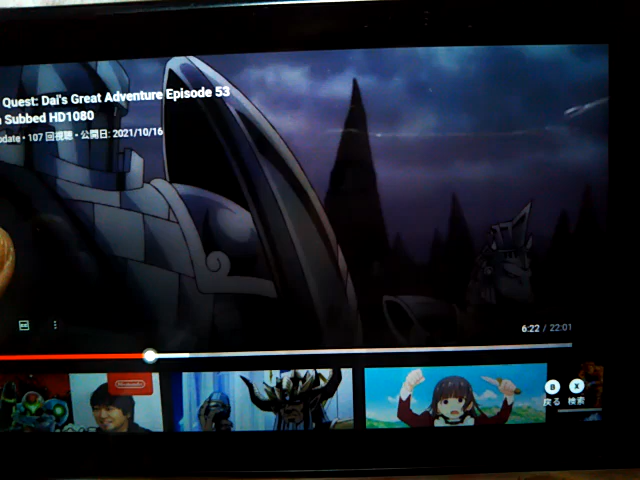 Quest: Dai's Great Adventure Episode 53
Subbed HD1080
107 回視聴 • 公開日: 2021/10/16
6:22 / 22:01
Nintendo
B X
戻る 検索